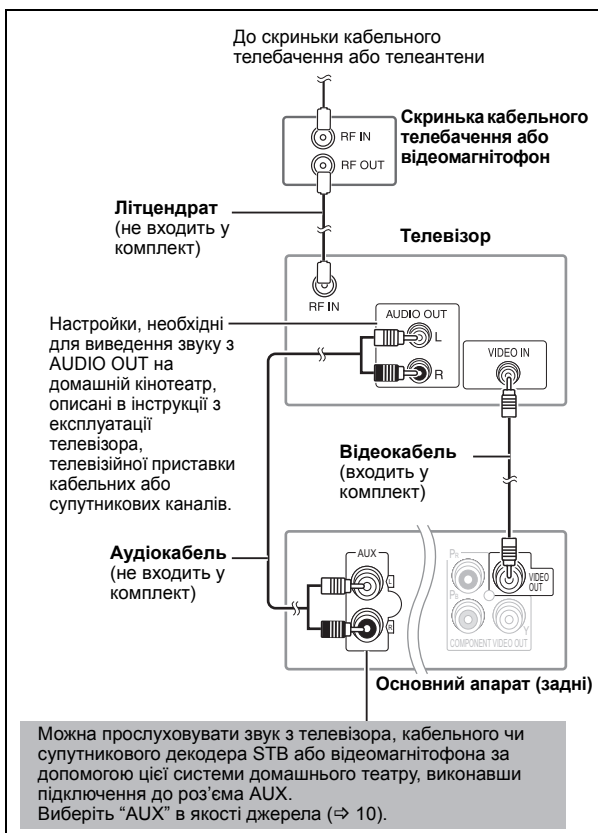 До скриньки кабельного
телебачення або телеантени
RF IN
RF OUT
Скринька кабельного
телебачення або
відеомагнітофон
Літцендрат
(не входить у
комплект)
Телевізор
RF IN
AUDIO OUT
L
R
VIDEO IN
Настройки, необхідні
для виведення звуку з
AUDIO OUT на
домашній кінотеатр,
описані в інструкції з
експлуатації
телевізора,
телевізійної приставки
кабельних або
супутникових каналів.
Відеокабель
(входить у
комплект)
Аудіокабель
(не входить у
комплект)
AUX
L
R
PR
PB
Y
COMPONENT VIDEO OUT
VIDEO
OUT
Основний апарат (задні)
Можна прослуховувати звук з телевізора, кабельного чи
супутникового декодера STB або відеомагнітофона за
допомогою цієї системи домашнього театру, виконавши
підключення до роз’єма AUX.
Виберіть “AUX” в якості джерела (⇨ 10).